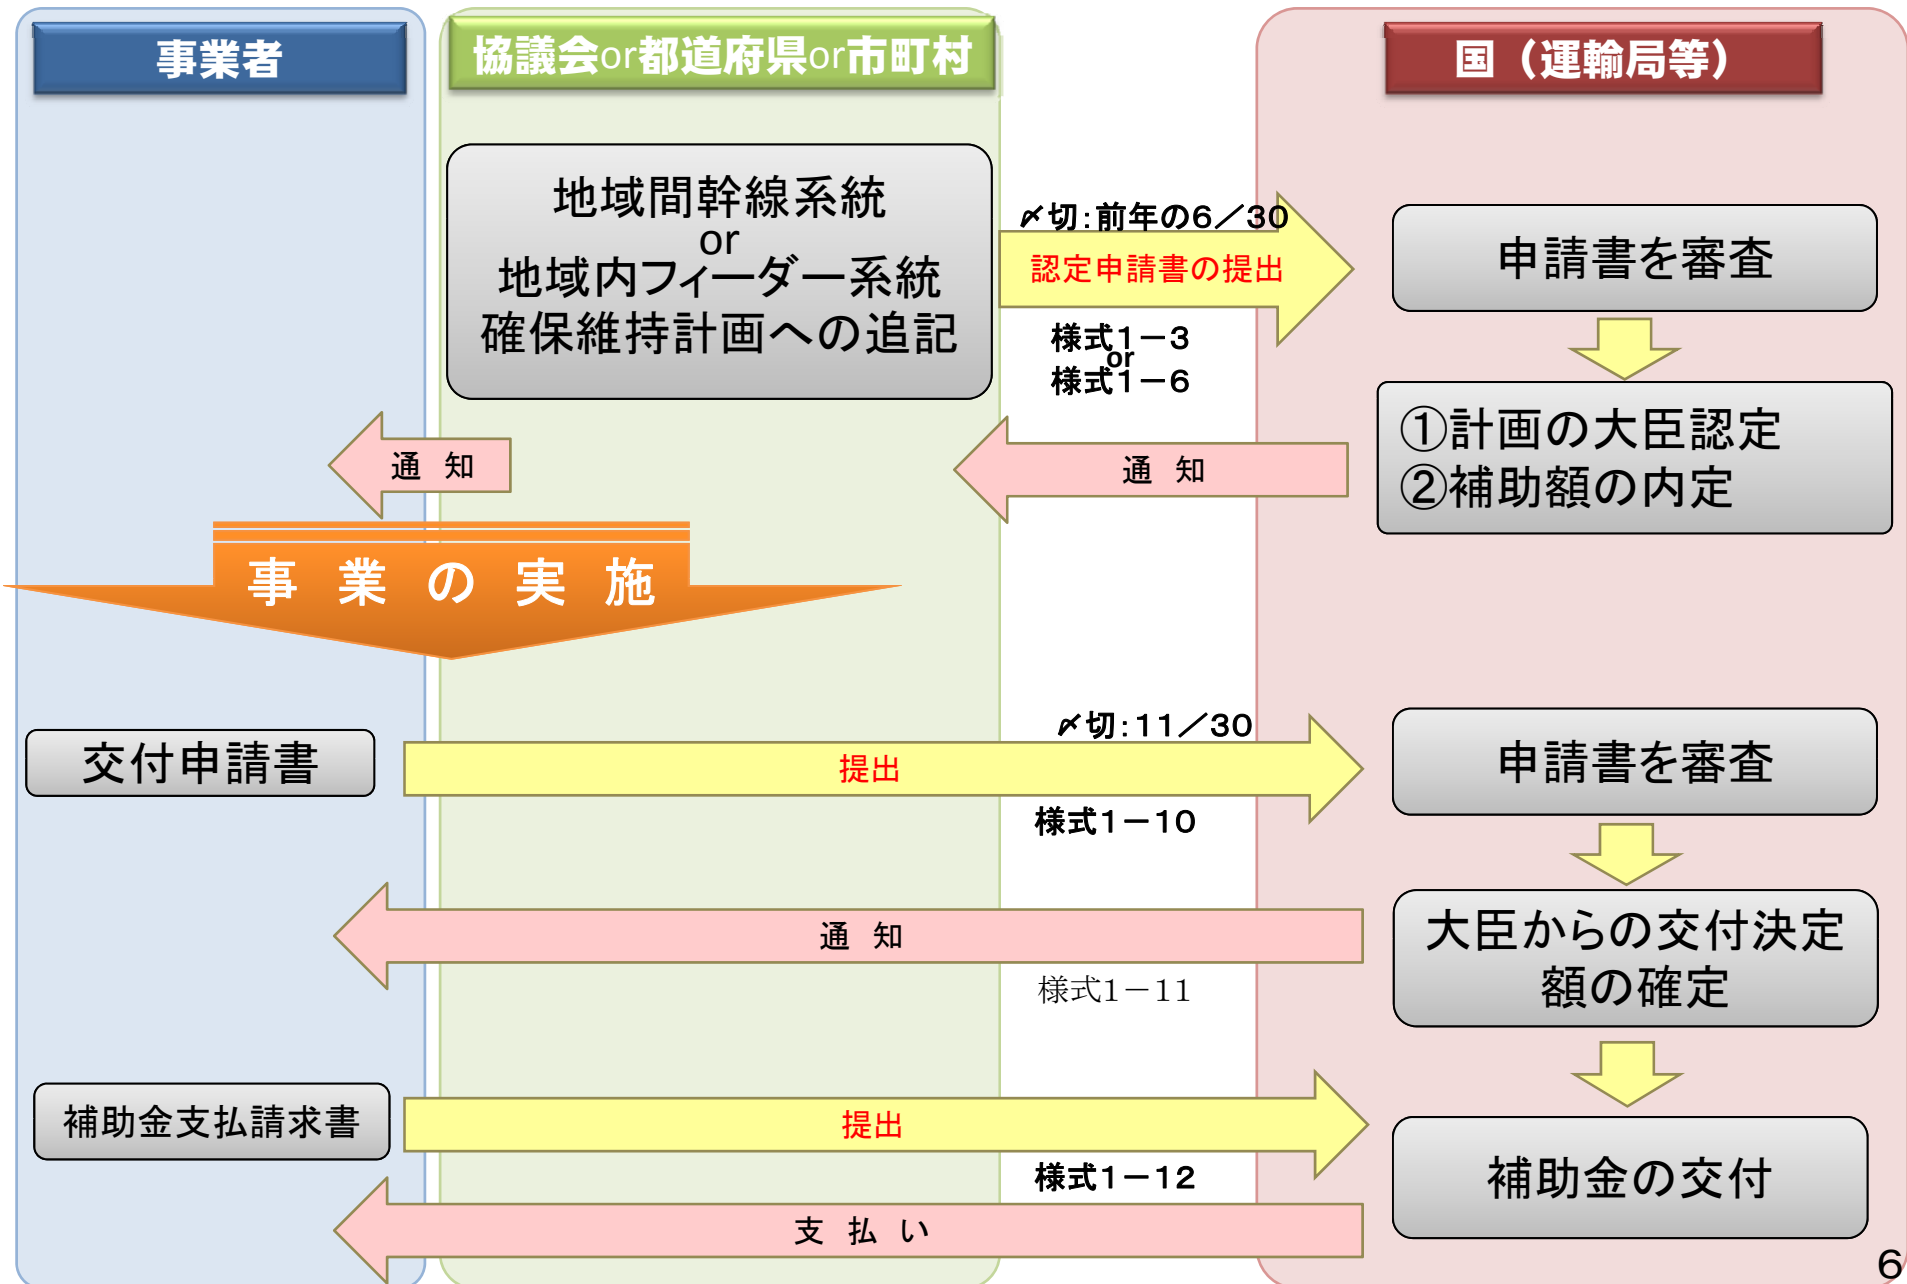 事業者
協議会or都道府県or市町村
国（運輸局等）
地域間幹線系統
or
地域内フィーダー系統
確保維持計画への追記
〆切：前年の６／３０
認定申請書の提出
様式１－３
or
様式１－６
申請書を審査
①計画の大臣認定
②補助額の内定
通　知
通　知
事　業　の　実　施
交付申請書
〆切：１１／３０
提出
様式１－１０
申請書を審査
大臣からの交付決定
額の確定
通　知
様式1－11
補助金支払請求書
提出
様式１－１２
補助金の交付
支　払　い
6